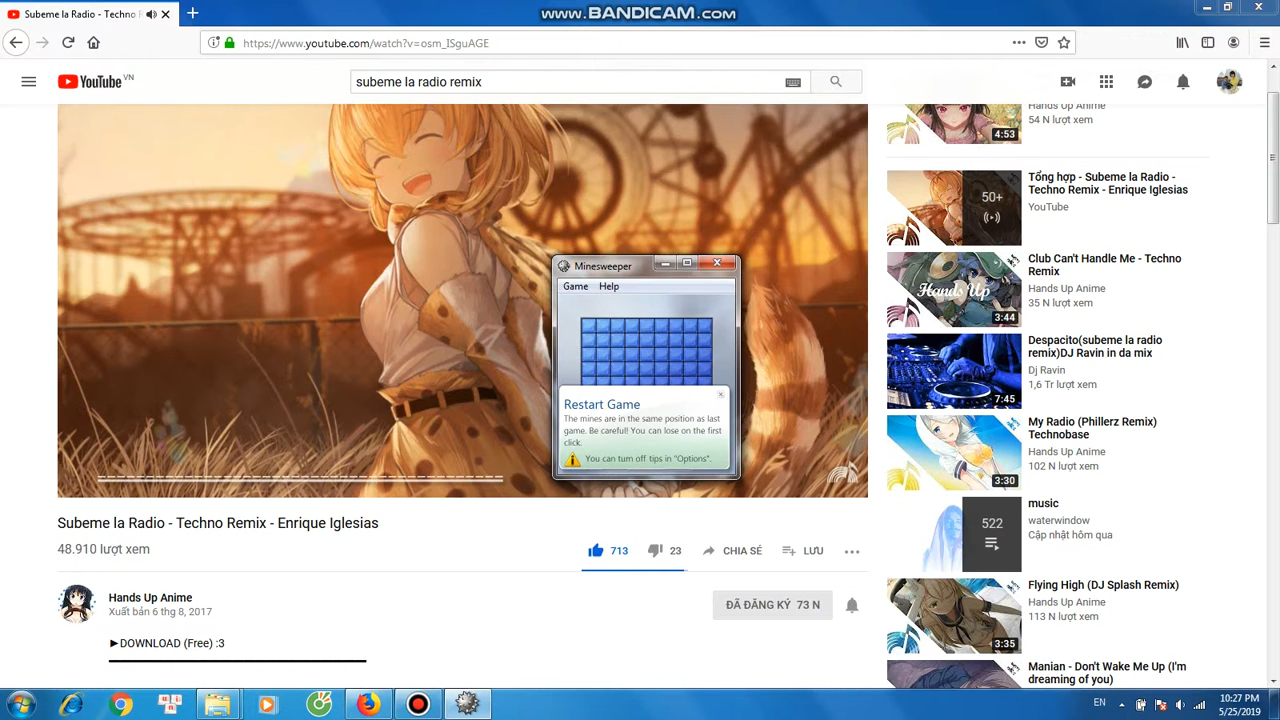 Subeme la Radio - Techno
www.BANDICAM.com
https://www.youtube.com/watch?v=osm_ISguAGE
YouTube VN
subeme la radio remix
Minesweeper
Game Help
Restart Game
The mines are in the same position as last
game. Be careful! You can lose on the first
click.
You can turn off tips in "Options".
Subeme la Radio - Techno Remix - Enrique Iglesias
48.910 lượt xem
713
23
CHIA SẺ
LƯU
Hands Up Anime
Xuất bản 6 thg 8, 2017
ĐÃ ĐĂNG KÝ 73 N
►DOWNLOAD (Free) :3
Hands Up Anime
54 N lượt xem
4:53
Tổng hợp - Subeme la Radio -
Techno Remix - Enrique Iglesias
YouTube
50+
Club Can't Handle Me - Techno
Remix
Hands Up Anime
35 N lượt xem
Hands Up
3:44
Despacito(subeme la radio
remix)DJ Ravin in da mix
Dj Ravin
1,6 Tr lượt xem
7:45
My Radio (Phillerz Remix)
Technobase
Hands Up Anime
102 N lượt xem
3:30
music
waterwindow
Cập nhật hôm qua
522
Flying High (DJ Splash Remix)
Hands Up Anime
113 N lượt xem
3:35
Manian - Don't Wake Me Up (I'm
dreaming of you)
EN
10:27 PM
5/25/2019